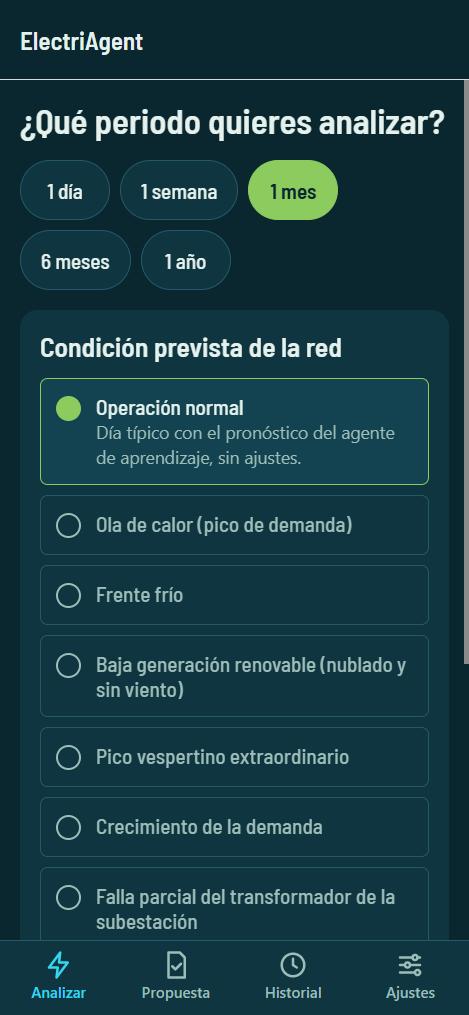 ElectriAgent
¿Qué periodo quieres analizar?
1 día
1 semana
1 mes
6 meses
1 año
Condición prevista de la red
Operación normal
Día típico con el pronóstico del agente
de aprendizaje, sin ajustes.
Ola de calor (pico de demanda)
Frente frío
Baja generación renovable (nublado y
sin viento)
Pico vespertino extraordinario
Crecimiento de la demanda
Falla parcial del transformador de la
subestación
Analizar
Propuesta
Historial
Ajustes